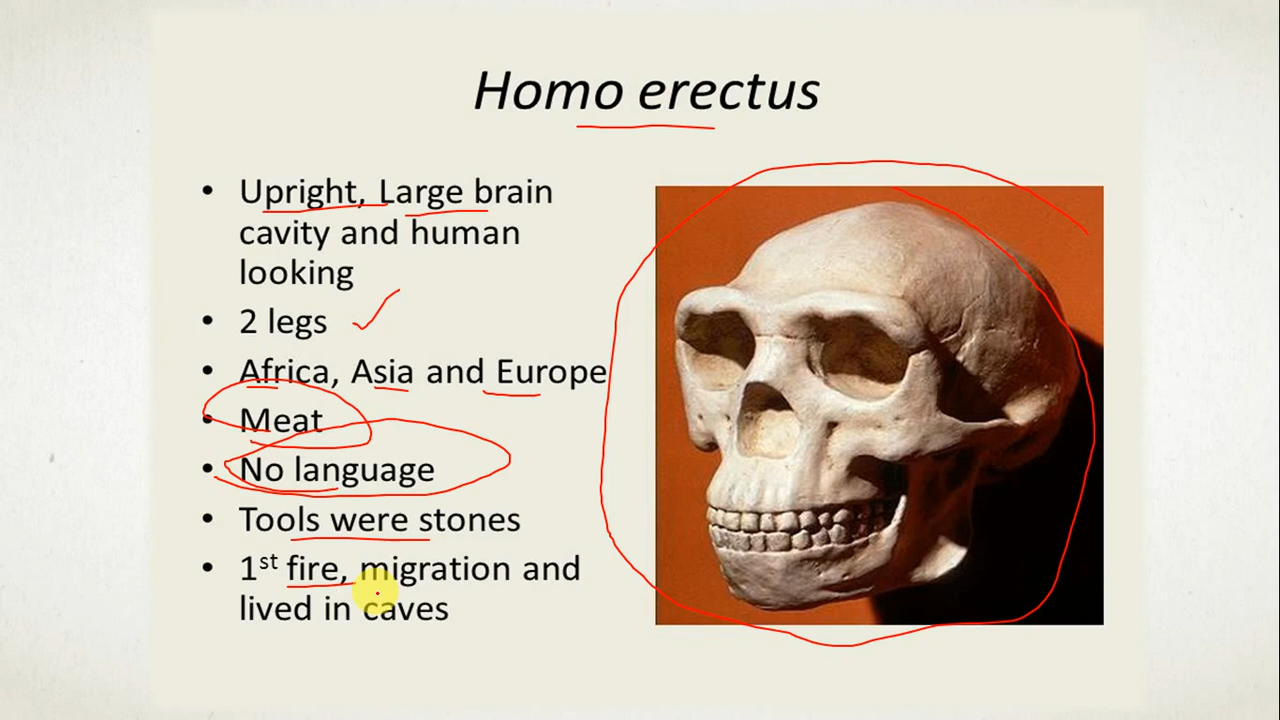 Homo erectus
• Upright, Large brain
cavity and human
looking
• 2 legs
• Africa, Asia and Europe
• Meat
• No language
• Tools were stones
• 1st fire, migration and
lived in caves